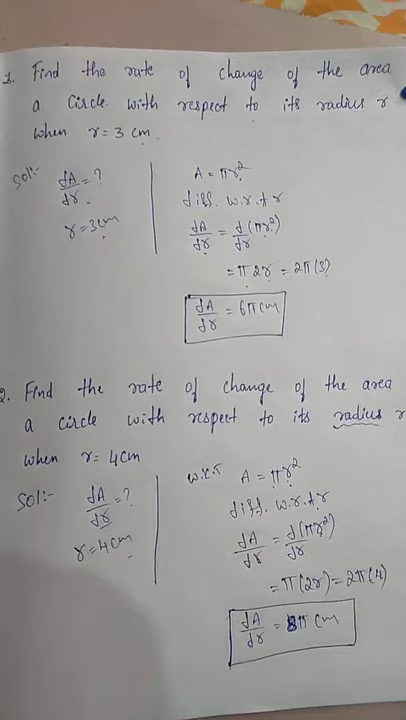 1. Find the rate of change of the area
a circle with respect to its radius r
when r = 3 cm.
Sol:- dA/dr = ?
r = 3cm
A = πr²
diff. w.r.t r
dA/dr = d/dr (πr²)
= π 2r = 2π(3)
dA/dr = 6π cm
2. Find the rate of change of the area
a circle with respect to its radius r
when r = 4cm
Sol:- dA/dr = ?
r = 4cm
w.k.t A = πr²
diff. w.r.t r
dA/dr = d(πr²)/dr
= π(2r) = 2π(4)
dA/dr = 8π cm